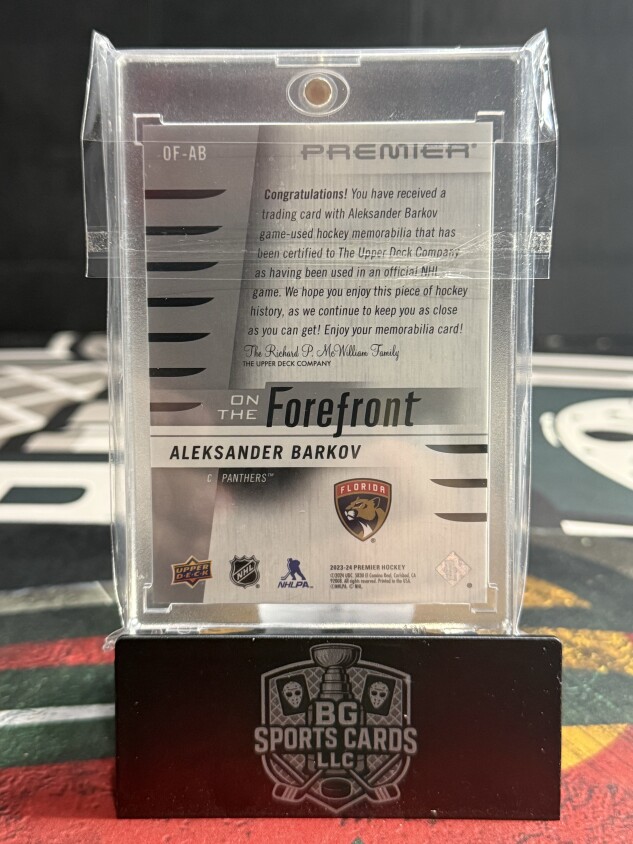 OF-AB
PREMIER
Congratulations! You have received a
trading card with Aleksander Barkov
game-used hockey memorabilia that has
been certified to The Upper Deck Company
as having been used in an official NHL
game. We hope you enjoy this piece of hockey
history, as we continue to keep you as close
as you can get! Enjoy your memorabilia card!
The Richard P. McWilliam Family
THE UPPER DECK COMPANY
ON
THE Forefront
ALEKSANDER BARKOV
C PANTHERS™
FLORIDA
UPPER
DECK
NHL
NHLPA
2023-24 PREMIER HOCKEY
BG
SPORTS CARDS
LLC